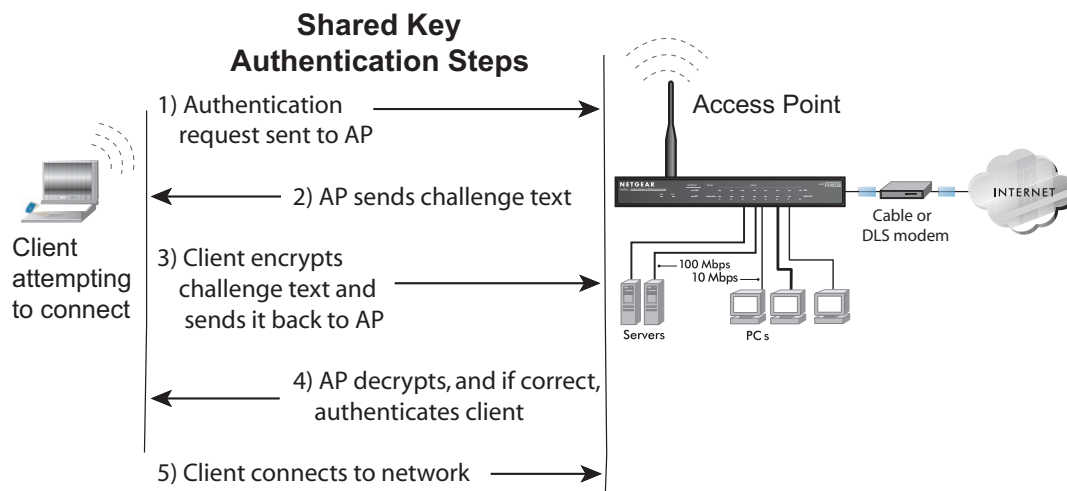 Shared Key
Authentication Steps
1) Authentication
request sent to AP
2) AP sends challenge text
3) Client encrypts
challenge text and
sends it back to AP
4) AP decrypts, and if correct,
authenticates client
5) Client connects to network
Client
attempting
to connect
Access Point
NETGEAR
INTERNET
Cable or
DLS modem
100 Mbps
10 Mbps
Servers
PCs